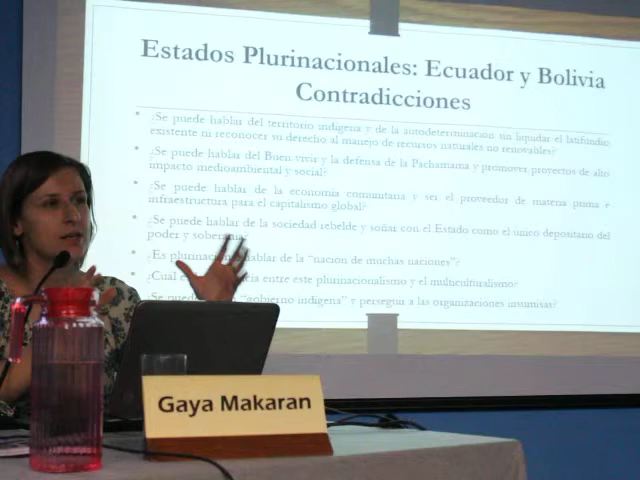 Estados Plurinacionales: Ecuador y Bolivia
Contradicciones
• ¿Se puede hablar del territorio indígena y de la autodeterminación sin liquidar el latifundio
existente ni reconocer su derecho al manejo de recursos naturales no renovables?
• ¿Se puede hablar del Buen vivir y la defensa de la Pachamama y promover proyectos de alto
impacto medioambiental y social?
• ¿Se puede hablar de la economía comunitaria y ser el proveedor de materia prima e
infraestructura para el capitalismo global?
• ¿Se puede hablar de la sociedad rebelde y soñar con el Estado como el único depositario del
poder y soberanía?
• ¿Es plurinacional hablar de la "nación de muchas naciones"?
• ¿Cual es entre este plurinacionalismo y el multiculturalismo?
¿Se puede "gobierno indígena" y perseguir a las organizaciones insumisas?
Gaya Makaran